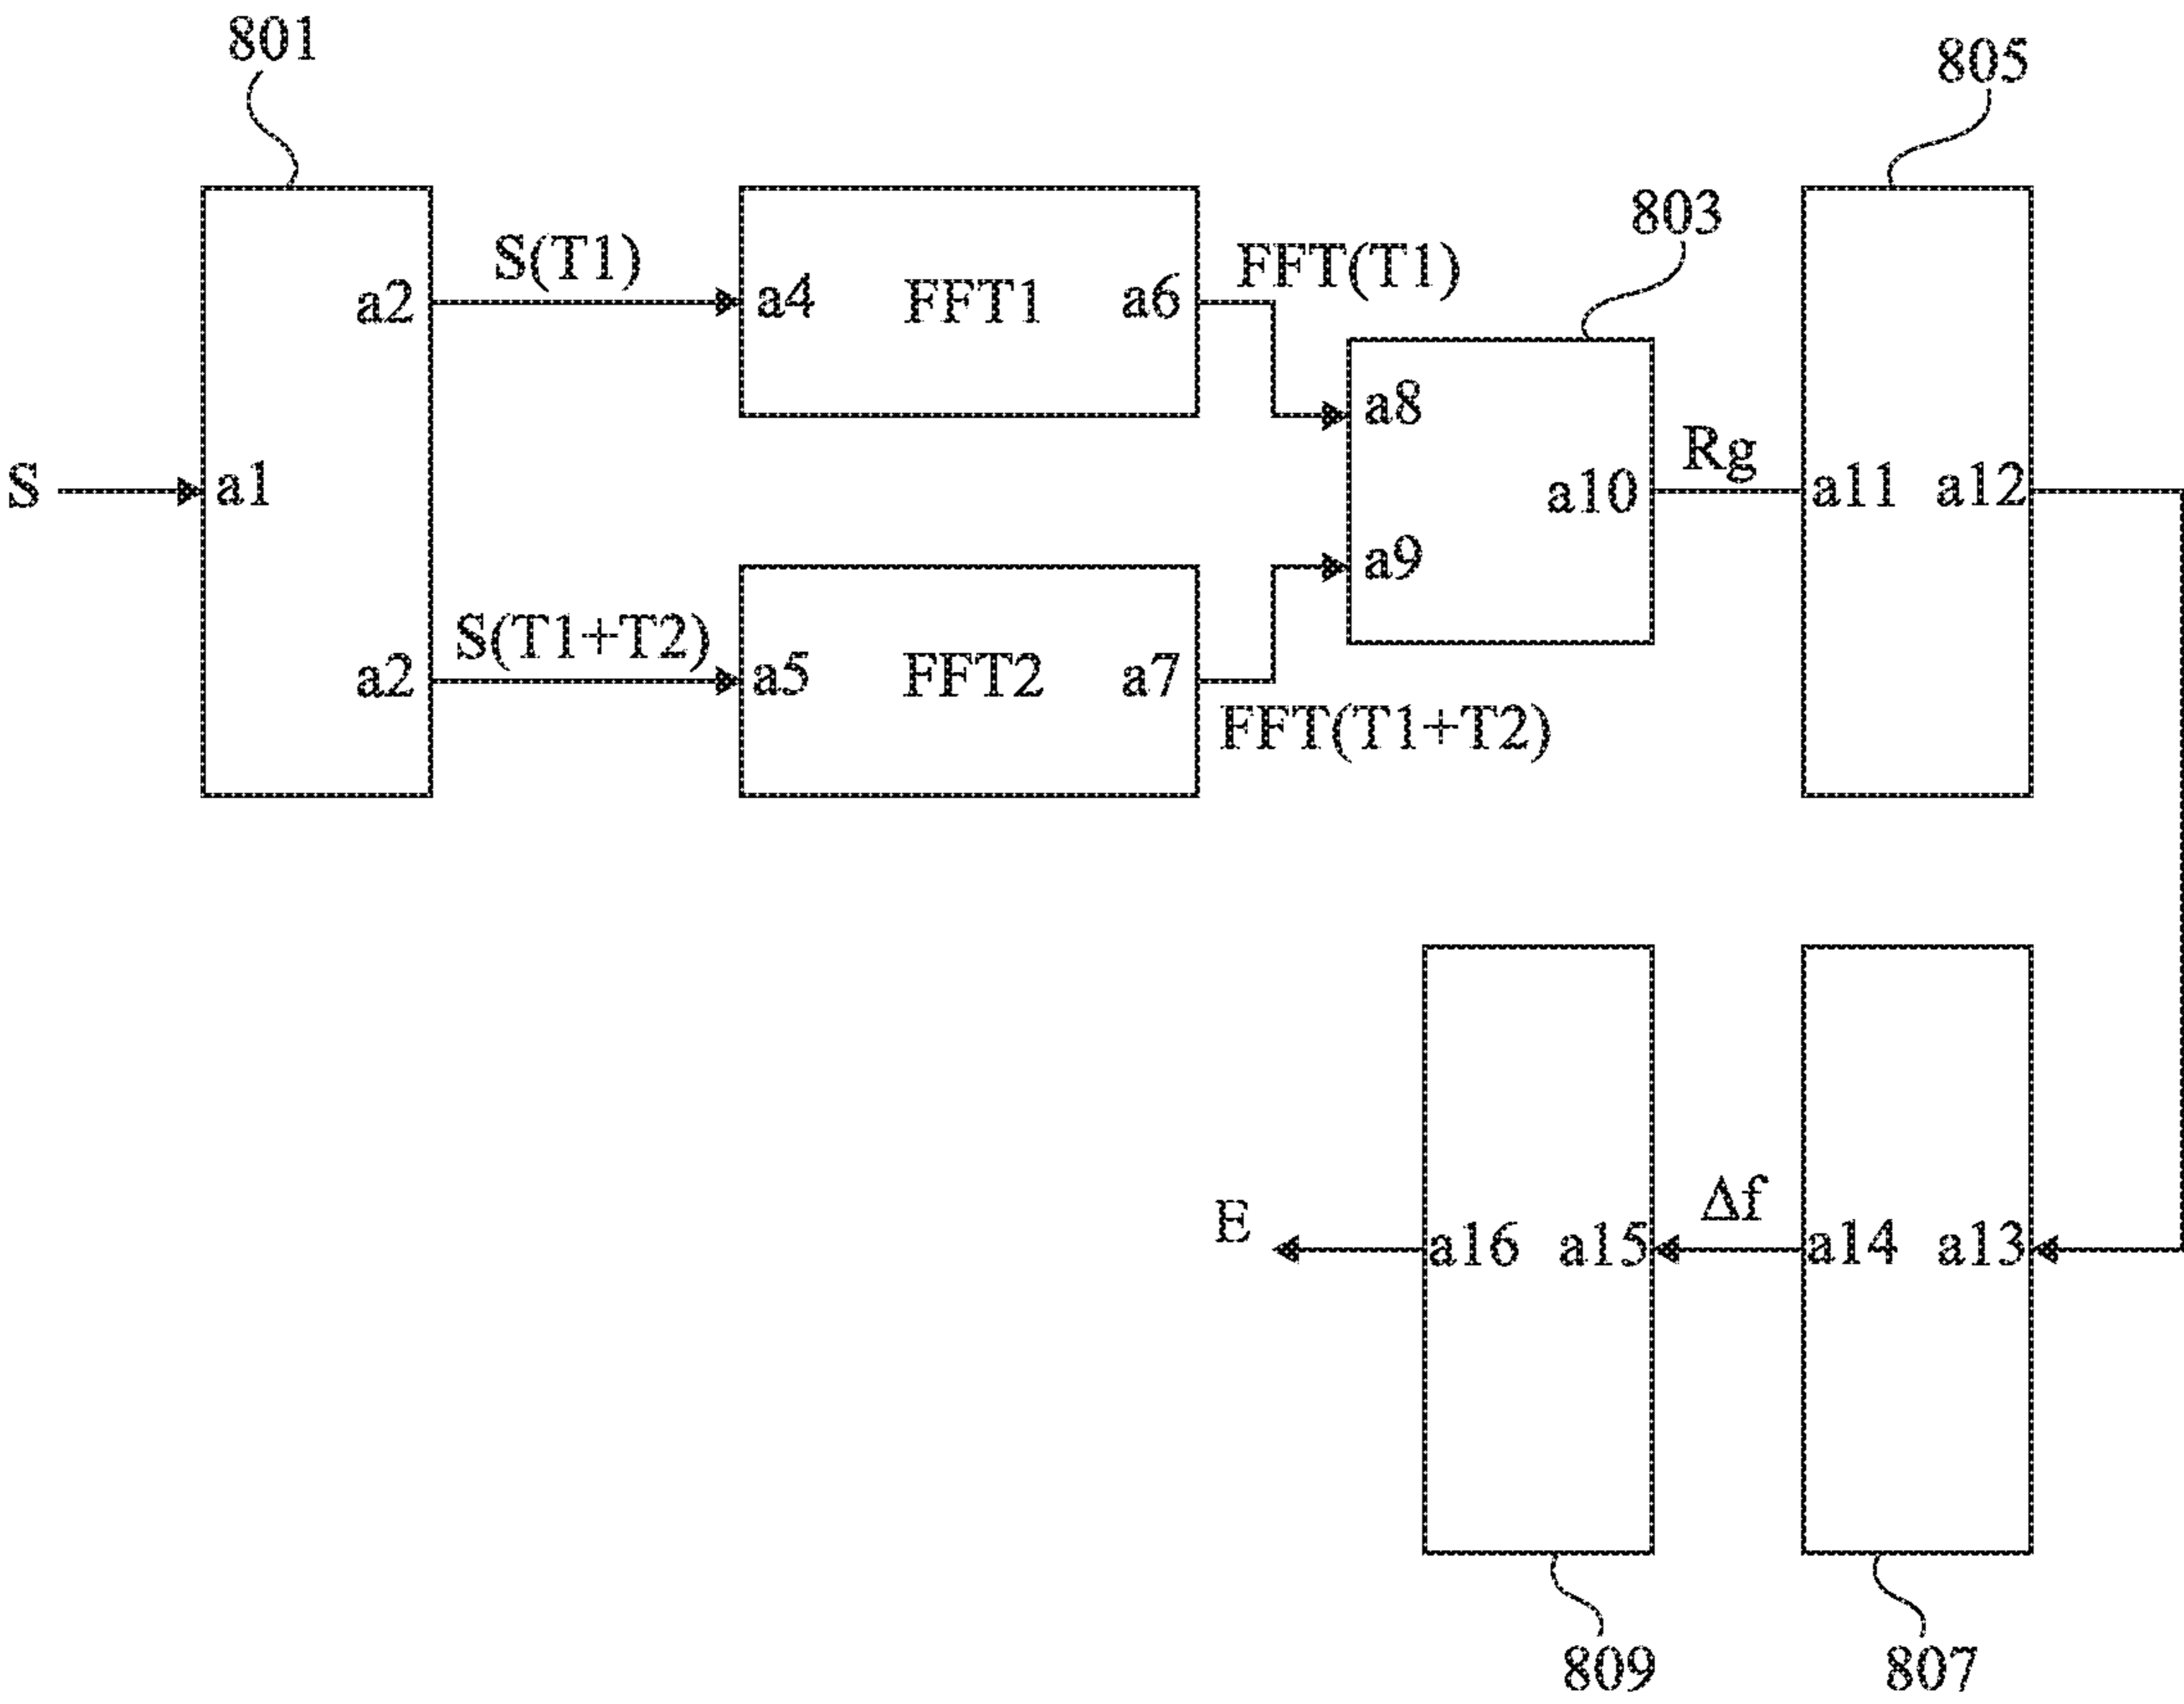 801
805
803
S(T1)
FFT(T1)
a2
a4
FFT1
a6
a8
Rg
S
a1
a10
a11
a12
a9
S(T1+T2)
a2
a5
FFT2
a7
FFT(T1+T2)
Δf
E
a16
a15
a14
a13
809
807